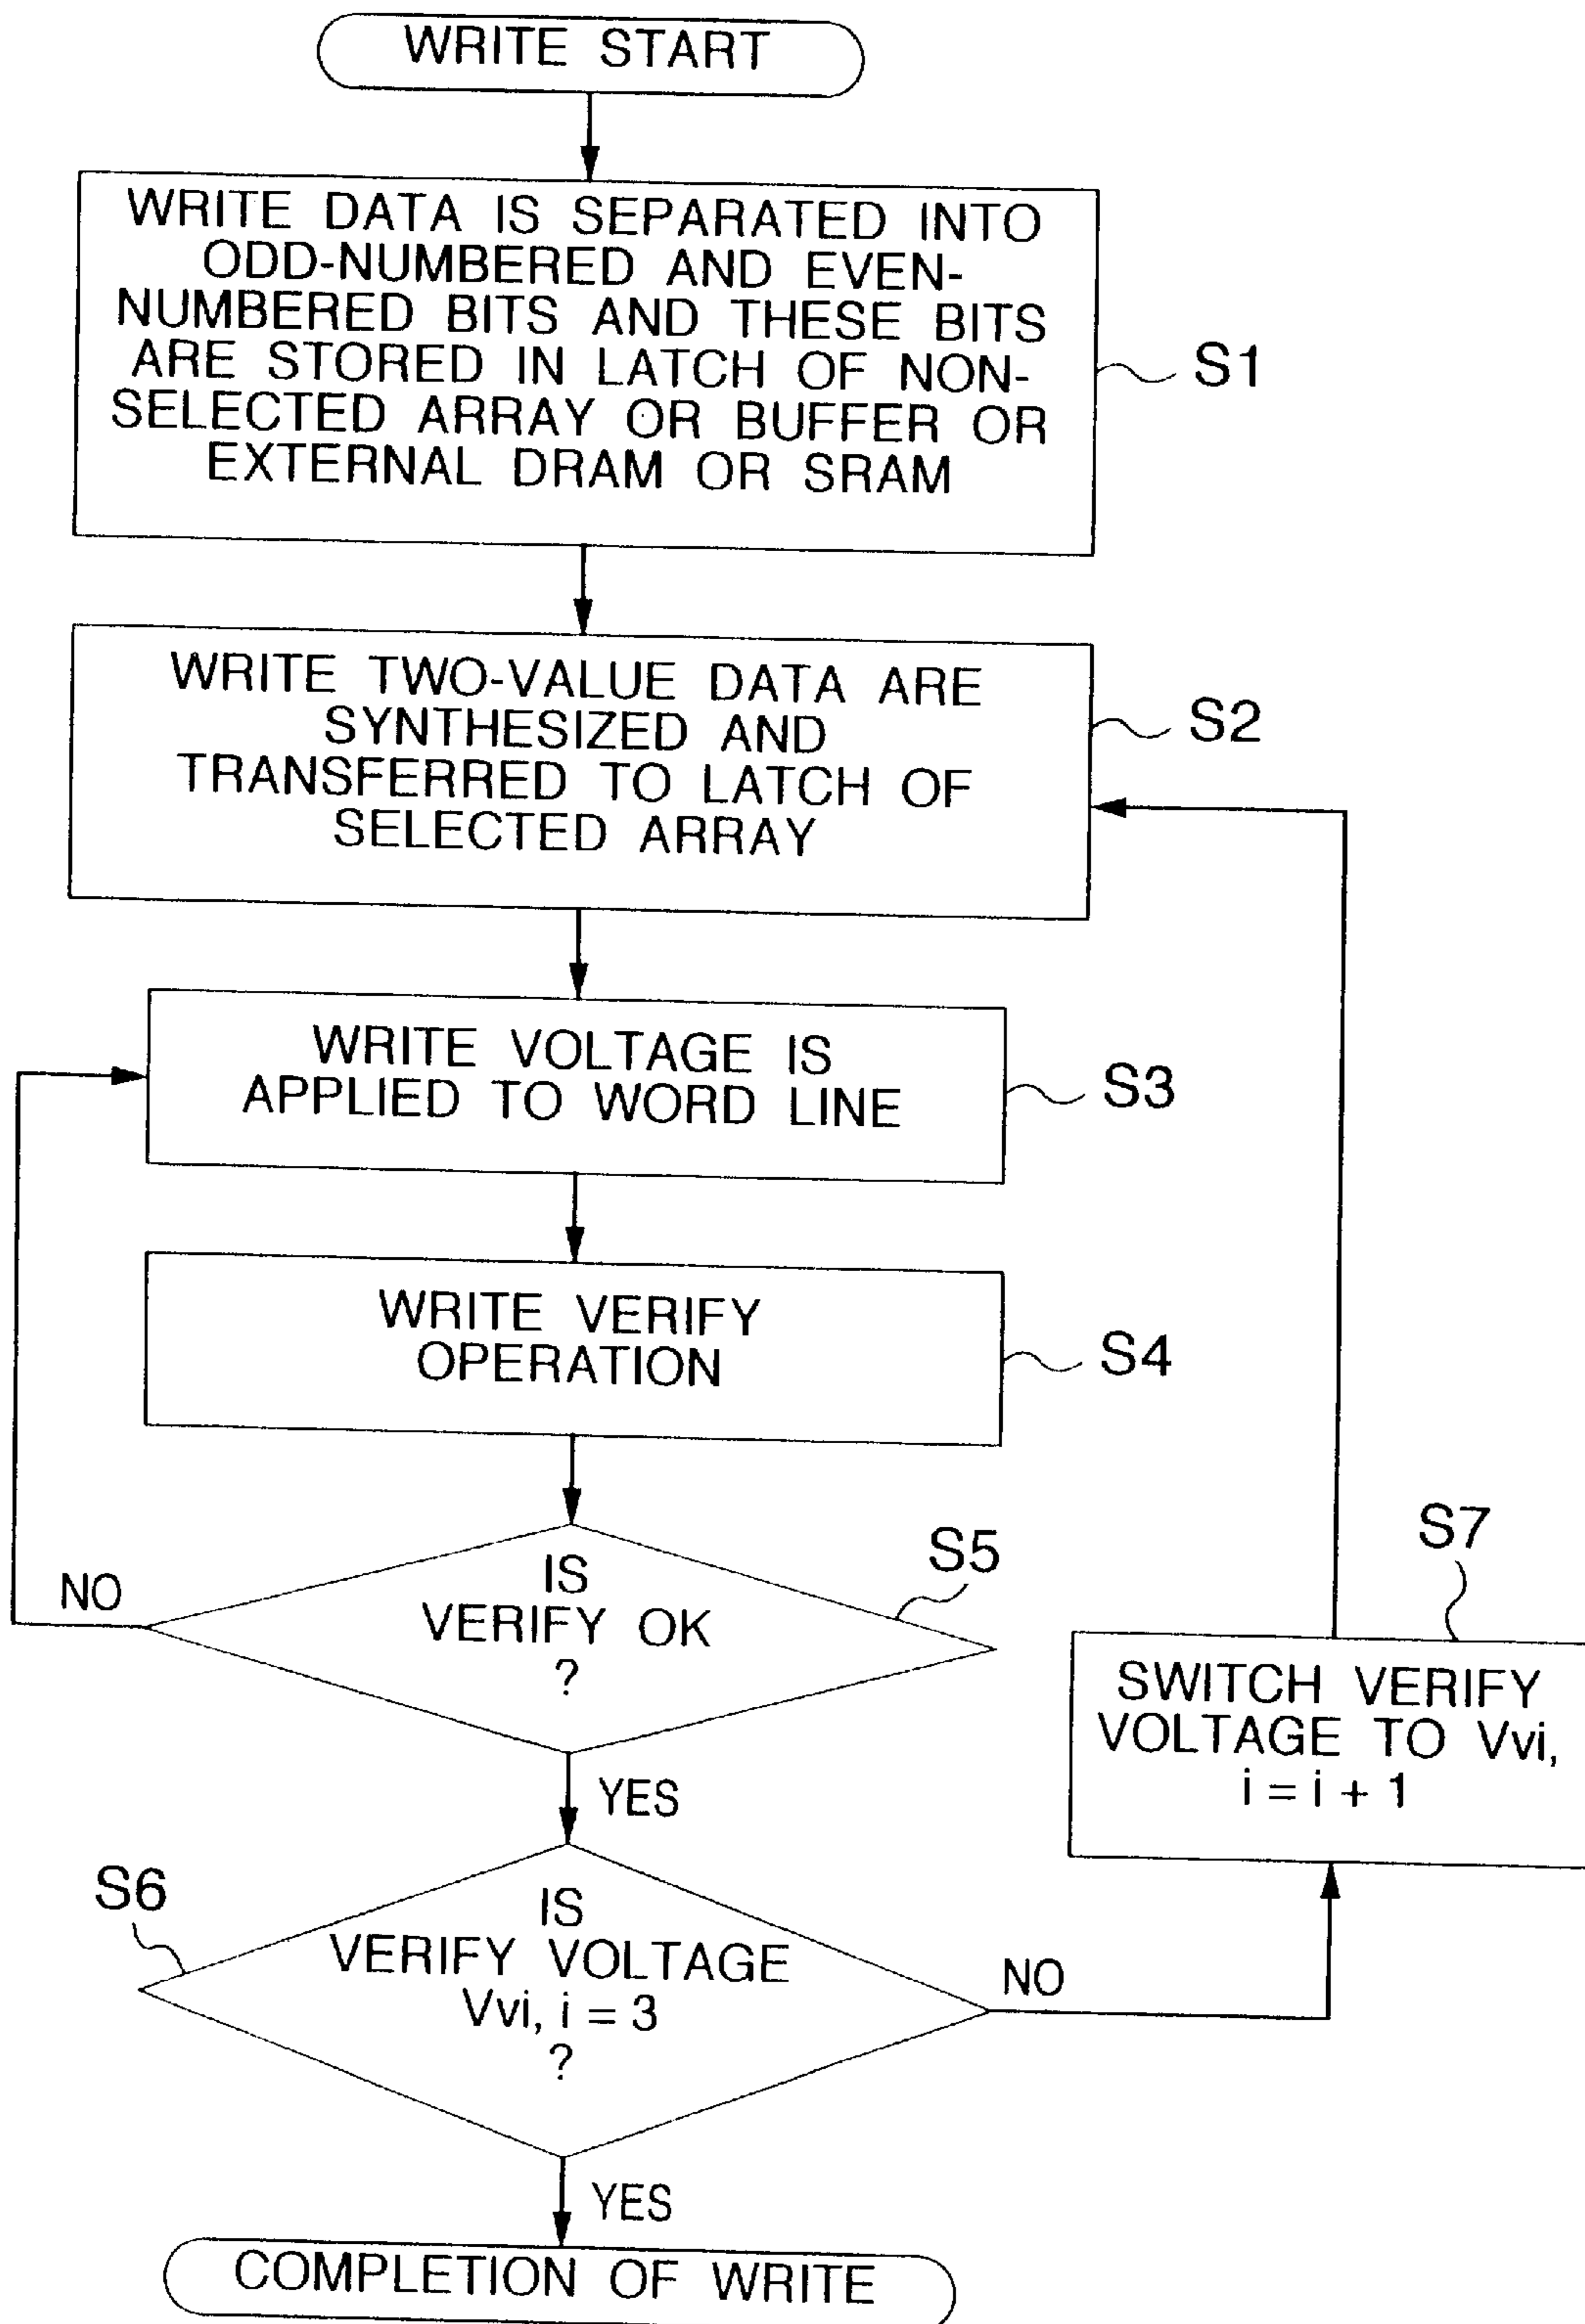 WRITE START
WRITE DATA IS SEPARATED INTO
ODD-NUMBERED AND EVEN-
NUMBERED BITS AND THESE BITS
ARE STORED IN LATCH OF NON-
SELECTED ARRAY OR BUFFER OR
EXTERNAL DRAM OR SRAM
S1
WRITE TWO-VALUE DATA ARE
SYNTHESIZED AND
TRANSFERRED TO LATCH OF
SELECTED ARRAY
S2
WRITE VOLTAGE IS
APPLIED TO WORD LINE
S3
WRITE VERIFY
OPERATION
S4
IS
VERIFY OK
?
S5
NO
YES
S7
SWITCH VERIFY
VOLTAGE TO Vvi,
i = i + 1
S6
IS
VERIFY VOLTAGE
Vvi, i = 3
?
NO
YES
COMPLETION OF WRITE